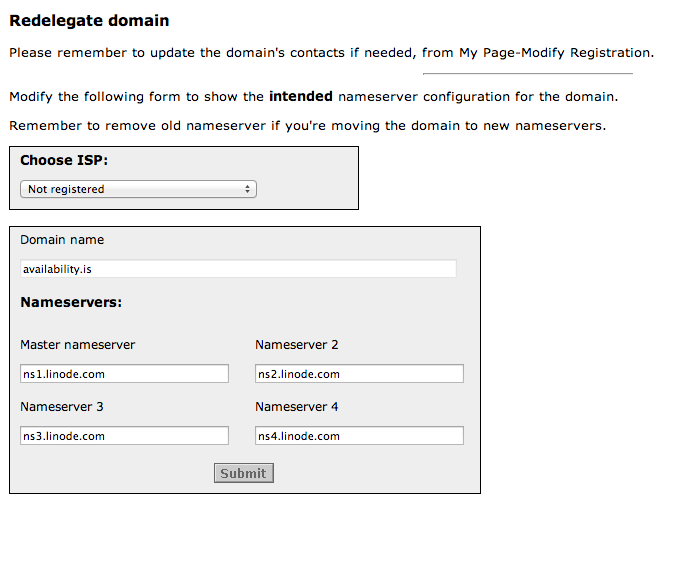 Redelegate domain
Please remember to update the domain's contacts if needed, from My Page-Modify Registration.
Modify the following form to show the intended nameserver configuration for the domain.
Remember to remove old nameserver if you're moving the domain to new nameservers.
Choose ISP:
Not registered
Domain name
availability.is
Nameservers:
Master nameserver
Nameserver 2
ns1.linode.com
ns2.linode.com
Nameserver 3
Nameserver 4
ns3.linode.com
ns4.linode.com
Submit